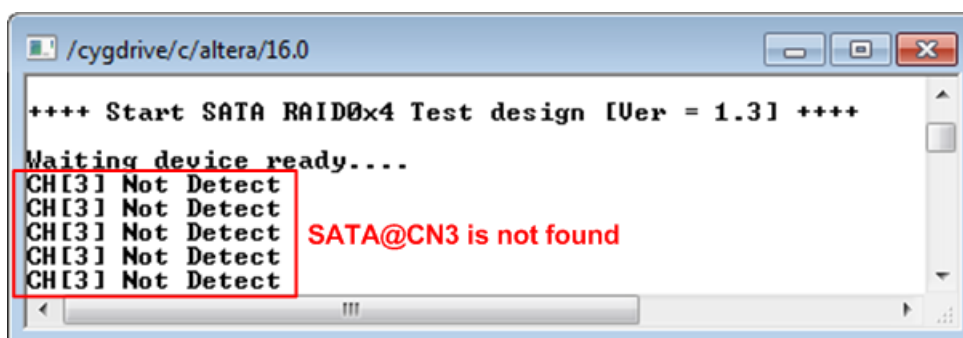 /cygdrive/c/altera/16.0
++++ Start SATA RAID0x4 Test design [Ver = 1.3] ++++
Waiting device ready....
CH[3] Not Detect
CH[3] Not Detect
CH[3] Not Detect
SATA@CN3 is not found
CH[3] Not Detect
CH[3] Not Detect